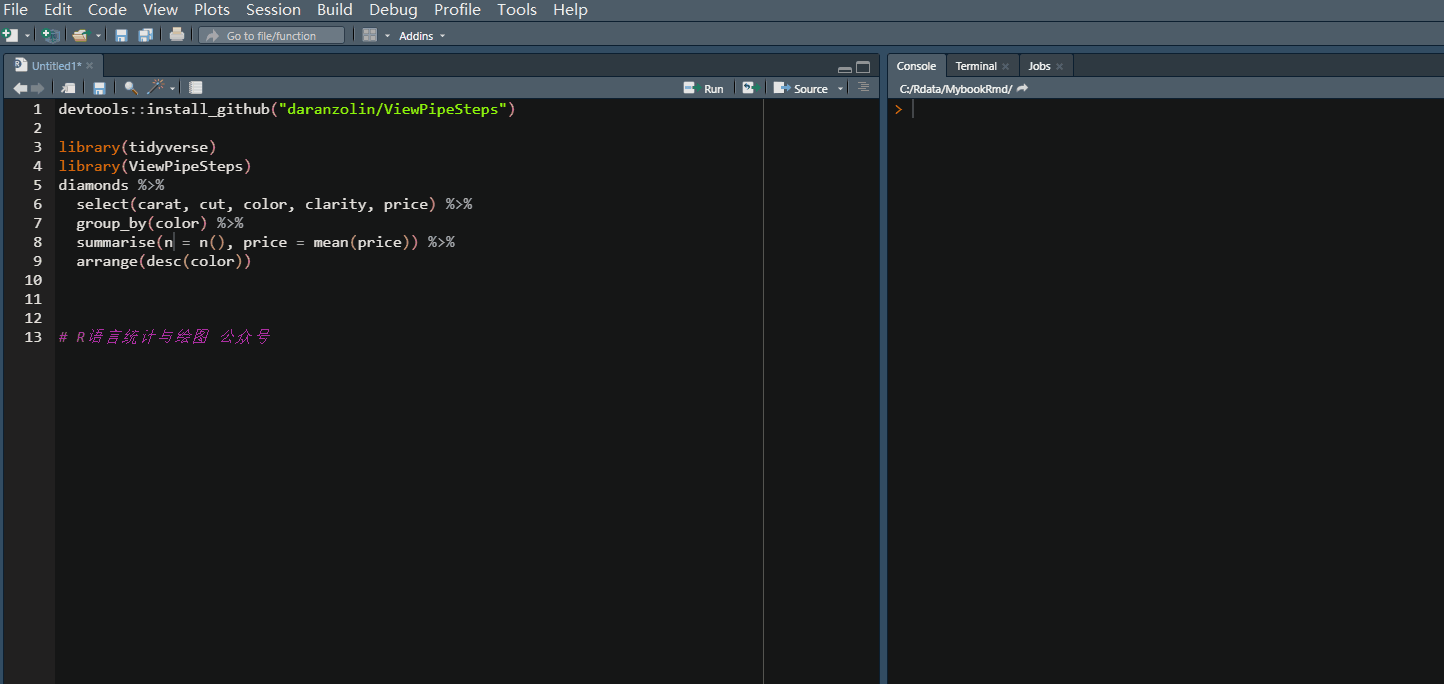 File Edit Code View Plots Session Build Debug Profile Tools Help
Go to file/function Addins
Untitled1*
Run Source
1 devtools::install_github("daranzolin/ViewPipeSteps")
2
3 library(tidyverse)
4 library(ViewPipeSteps)
5 diamonds %>%
6 select(carat, cut, color, clarity, price) %>%
7 group_by(color) %>%
8 summarise(n = n(), price = mean(price)) %>%
9 arrange(desc(color))
10
11
12
13 # R语言统计与绘图 公众号
Console Terminal Jobs
C:/Rdata/MybookRmd/
>